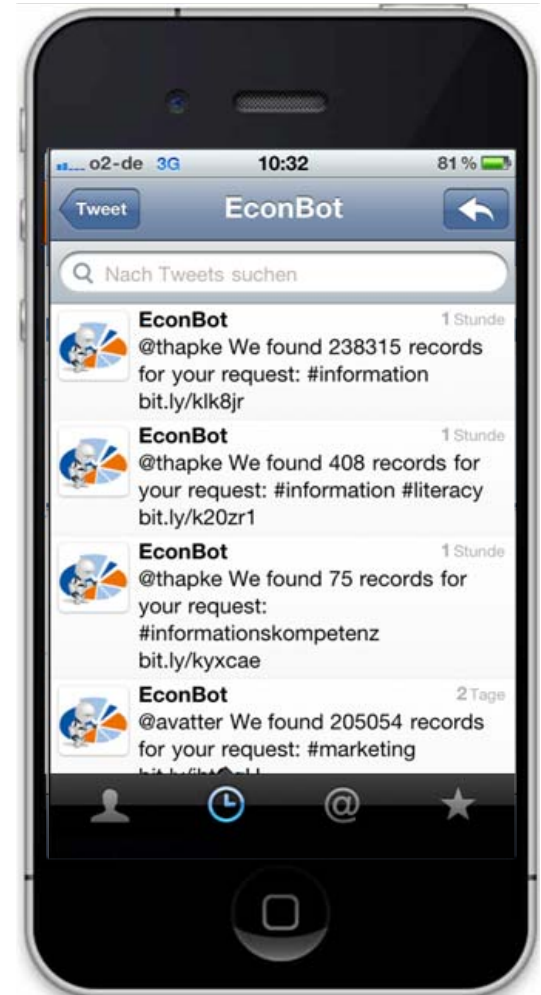 o2-de 3G 10:32 81 %
Tweet EconBot
Nach Tweets suchen
EconBot 1 Stunde
@thapke We found 238315 records
for your request: #information
bit.ly/klk8jr
EconBot 1 Stunde
@thapke We found 408 records for
your request: #information #literacy
bit.ly/k20zr1
EconBot 1 Stunde
@thapke We found 75 records for
your request:
#informationskompetenz
bit.ly/kyxcae
EconBot 2 Tage
@avatter We found 205054 records
for your request: #marketing
@